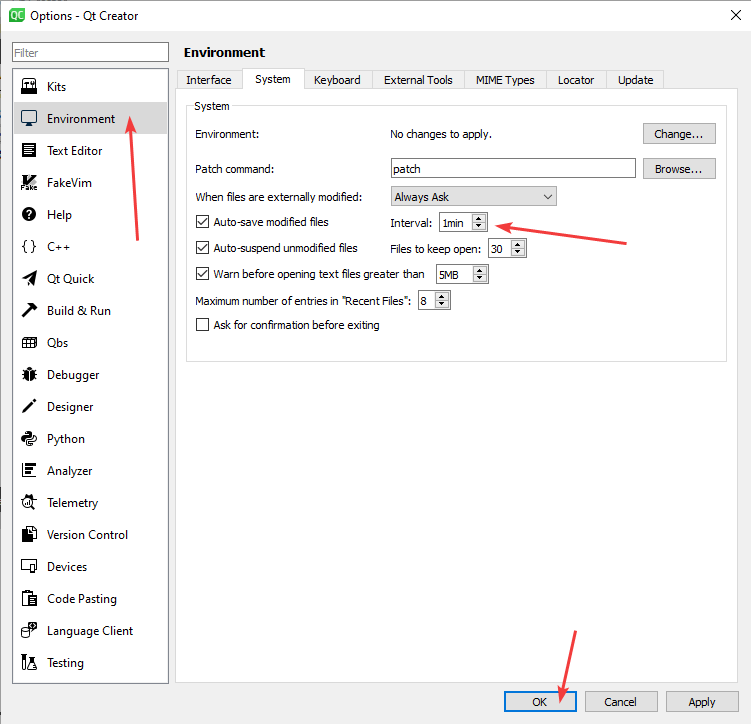 QC Options - Qt Creator
Filter
Kits
Environment
Text Editor
Fake FakeVim
Help
C++
Qt Quick
Build & Run
Qbs
Debugger
Designer
Python
Analyzer
Telemetry
Version Control
Devices
Code Pasting
Language Client
Testing
Environment
Interface System Keyboard External Tools MIME Types Locator Update
System
Environment: No changes to apply. Change...
Patch command: patch Browse...
When files are externally modified: Always Ask
Auto-save modified files Interval: 1min
Auto-suspend unmodified files Files to keep open: 30
Warn before opening text files greater than 5MB
Maximum number of entries in "Recent Files": 8
Ask for confirmation before exiting
OK Cancel Apply